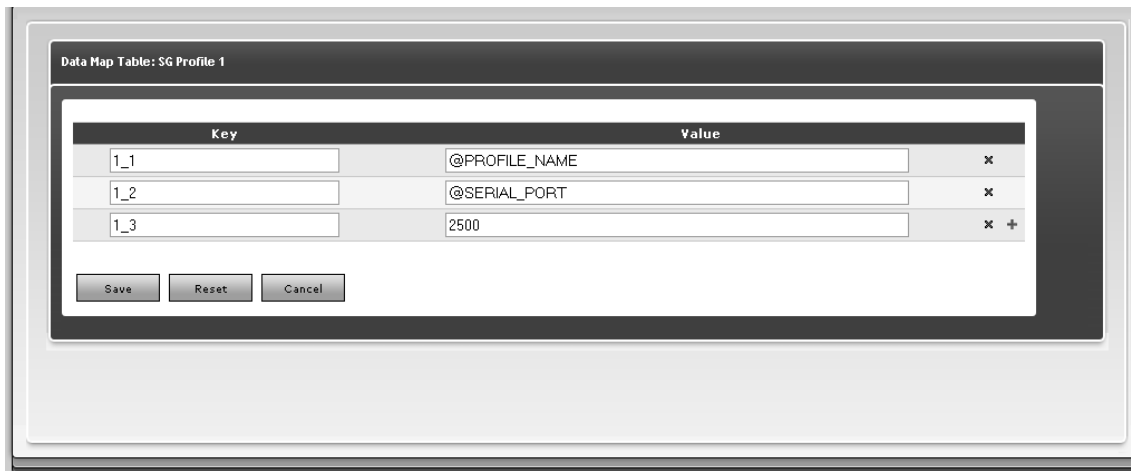 Data Map Table: SG Profile 1
Key Value
1_1 @PROFILE_NAME
1_2 @SERIAL_PORT
1_3 2500
Save Reset Cancel